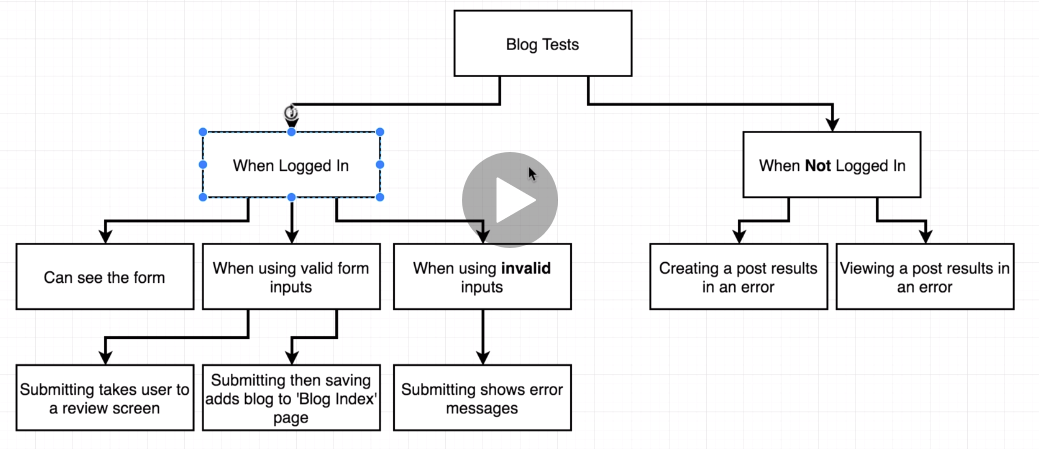 Blog Tests
When Logged In
When Not Logged In
Can see the form
When using valid form
inputs
When using invalid
inputs
Creating a post results
in an error
Viewing a post results in
an error
Submitting takes user to
a review screen
Submitting then saving
adds blog to 'Blog Index'
page
Submitting shows error
messages